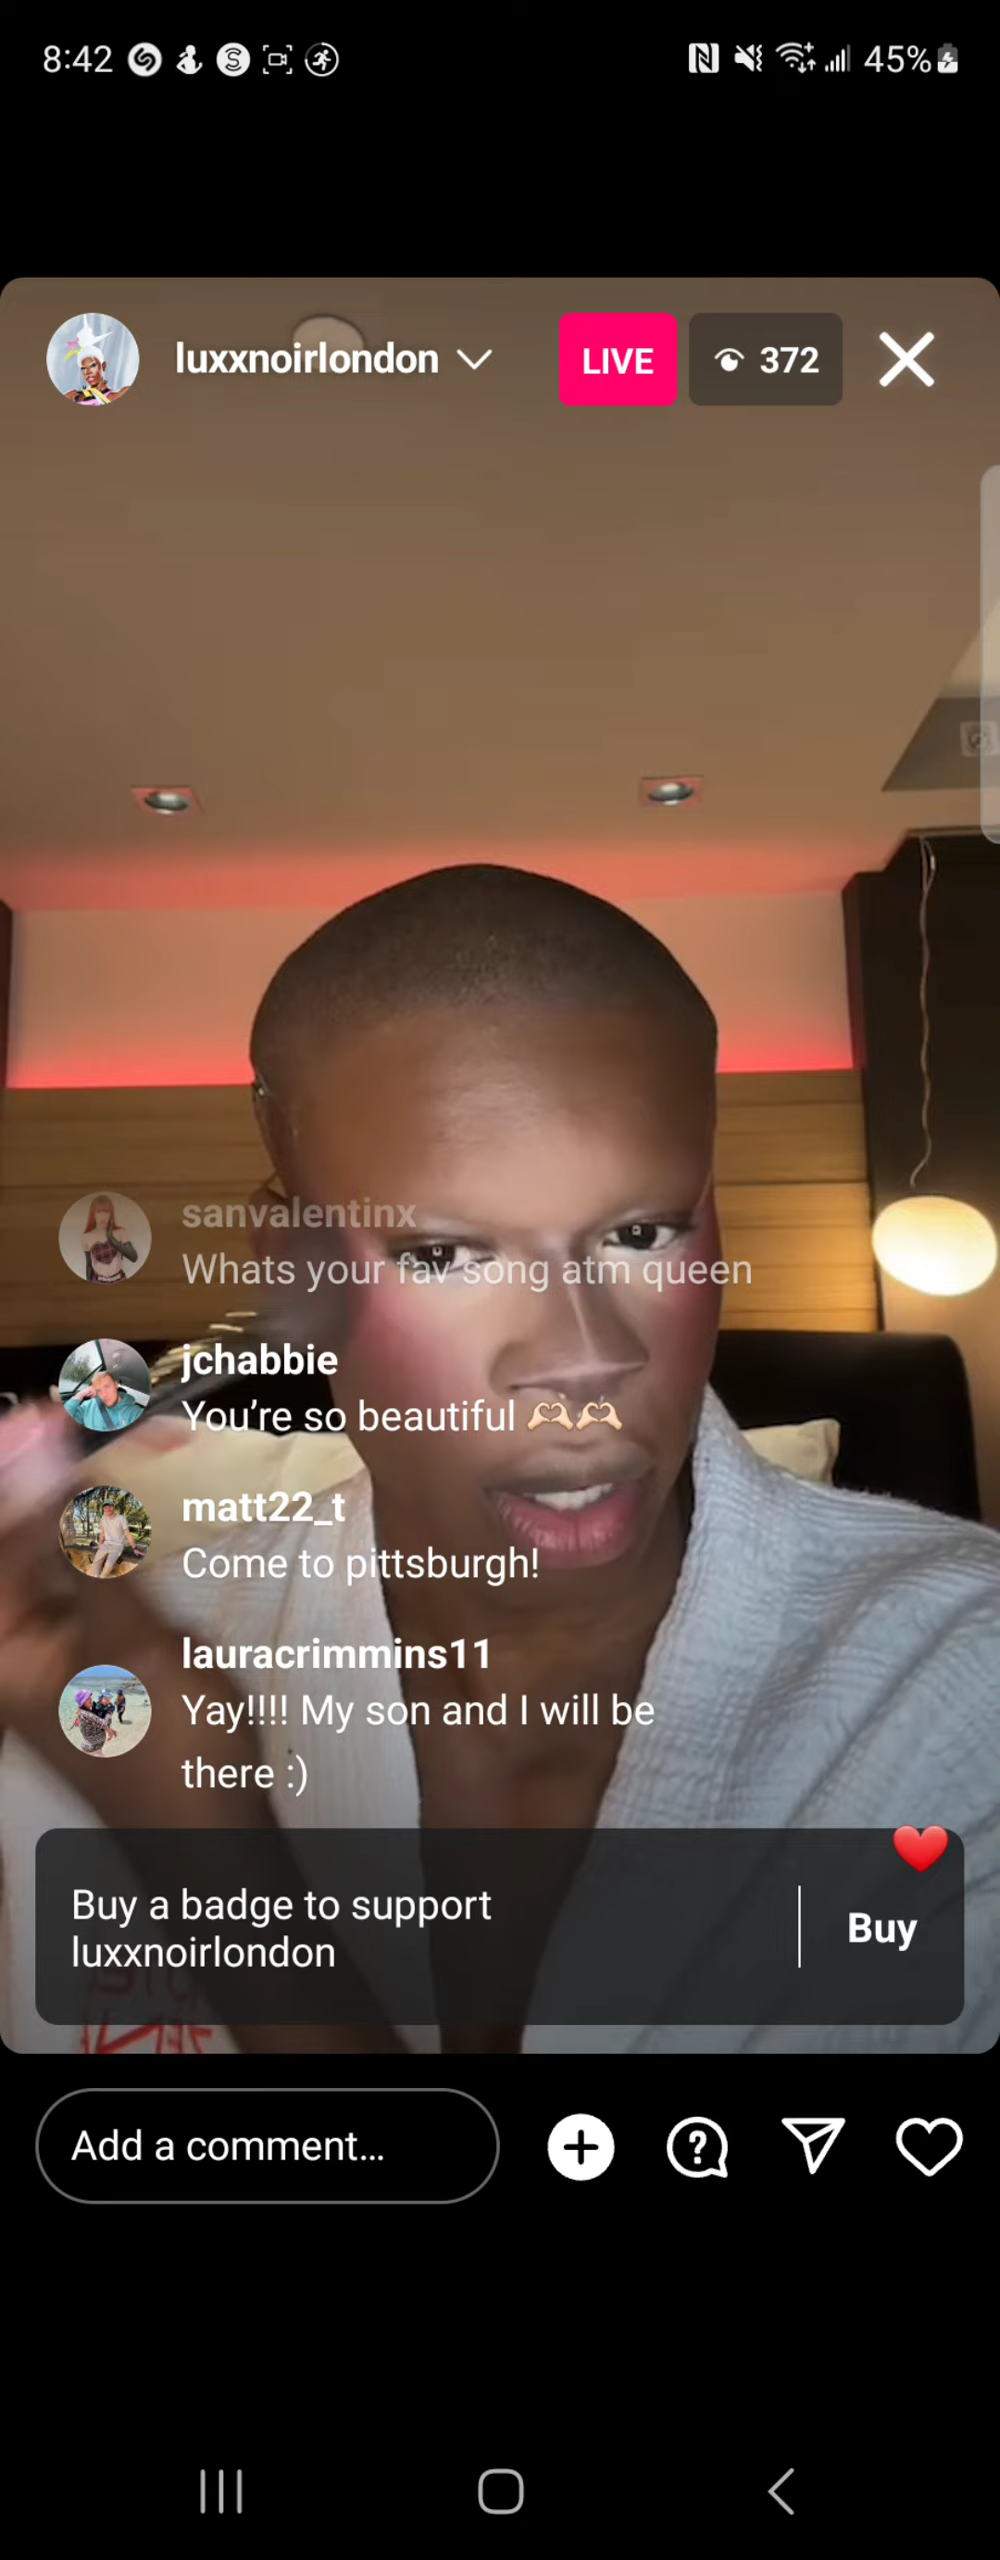 8:42
45%
luxxnoirlondon
LIVE
372
sanvalentinx
Whats your fav song atm queen
jchabbie
You're so beautiful 🫶🏻🫶🏻
matt22_t
Come to pittsburgh!
lauracrimmins11
Yay!!!! My son and I will be
there :)
Buy a badge to support
luxxnoirlondon
Buy
Add a comment...